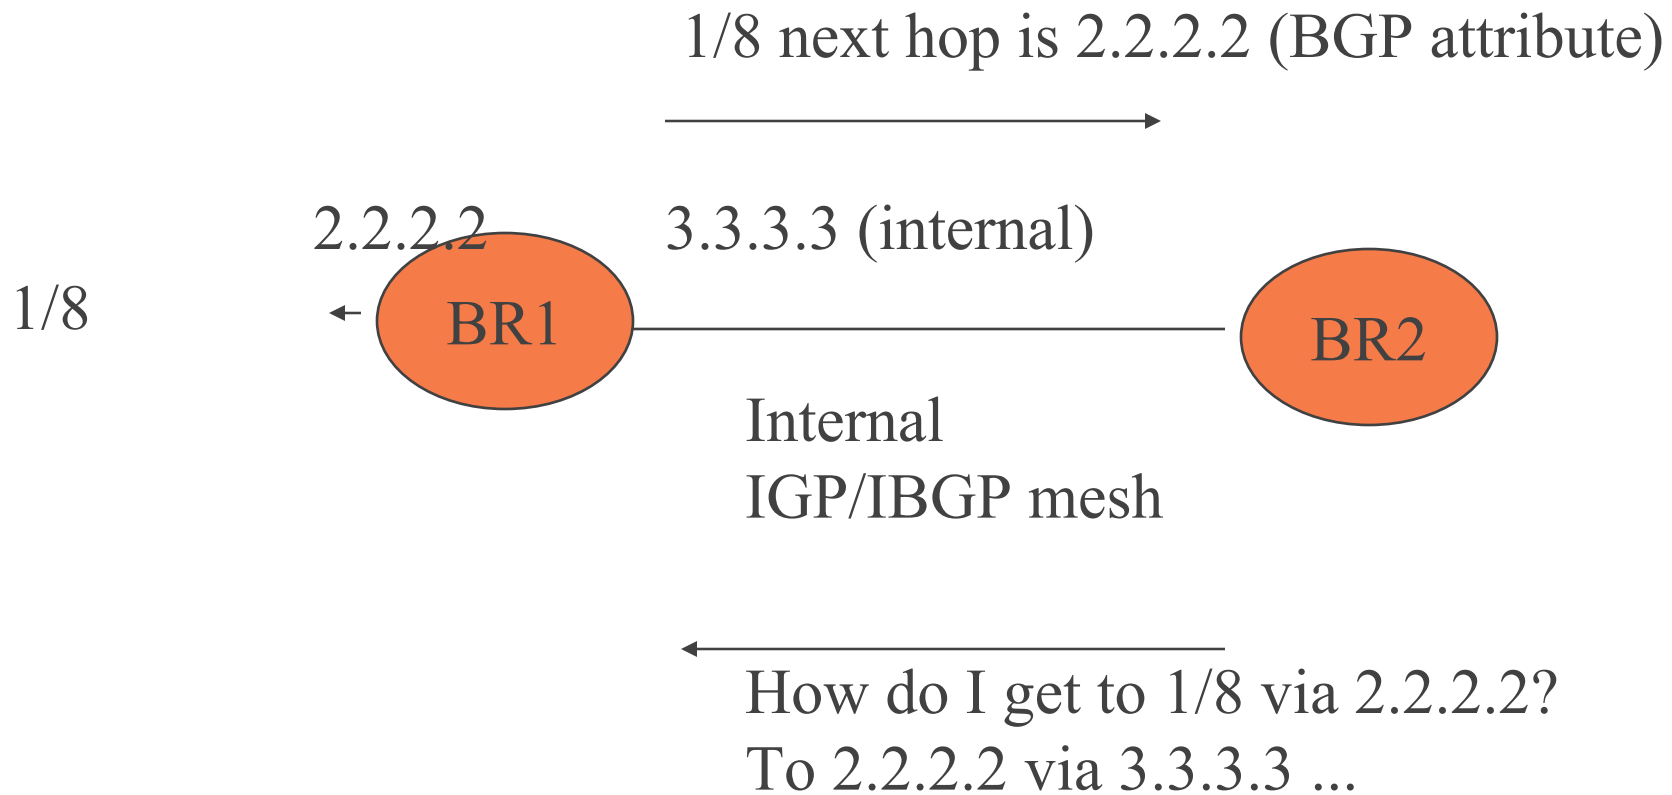 1/8 next hop is 2.2.2.2 (BGP attribute)
2.2.2.2
3.3.3.3 (internal)
1/8
BR1
BR2
Internal
IGP/IBGP mesh
How do I get to 1/8 via 2.2.2.2?
To 2.2.2.2 via 3.3.3.3 ...